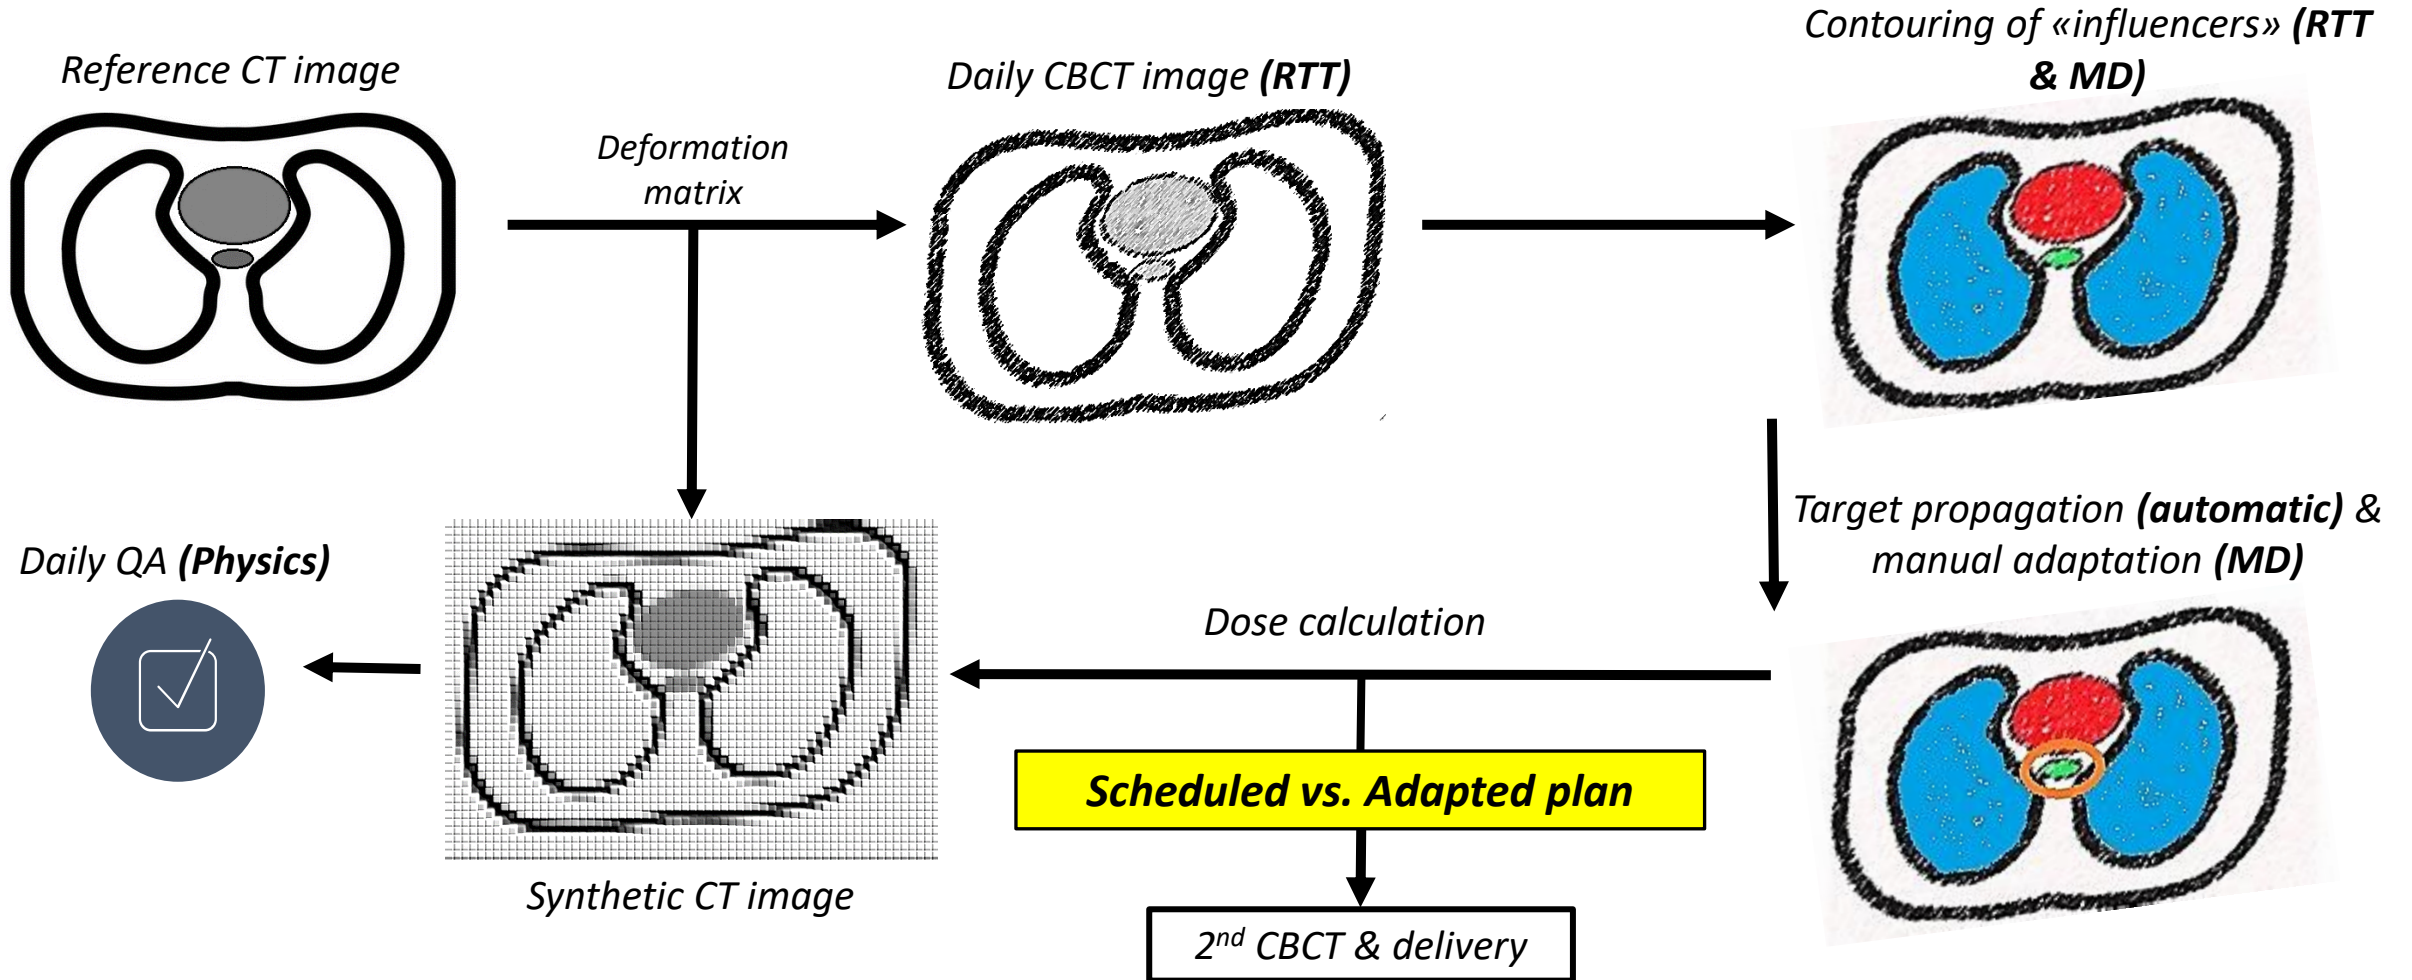 Reference CT image
Deformation
matrix
Daily CBCT image (RTT)
Contouring of «influencers» (RTT
& MD)
Target propagation (automatic) &
manual adaptation (MD)
Dose calculation
Scheduled vs. Adapted plan
2nd CBCT & delivery
Synthetic CT image
Daily QA (Physics)